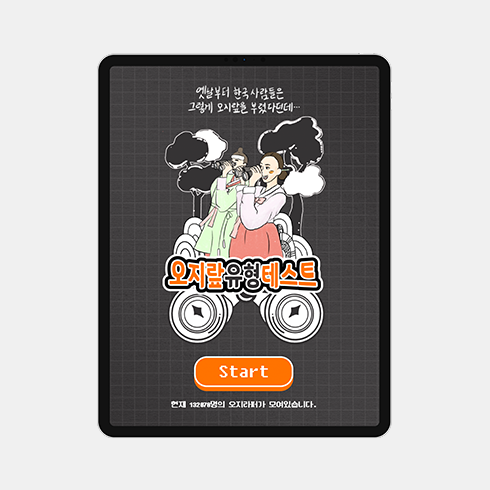 옛날부터 한국 사람들은
그렇게 오지랖을 부렸다던데...
오지랖유형테스트
Start
현재 132878명의 오지라퍼가 모여있습니다.